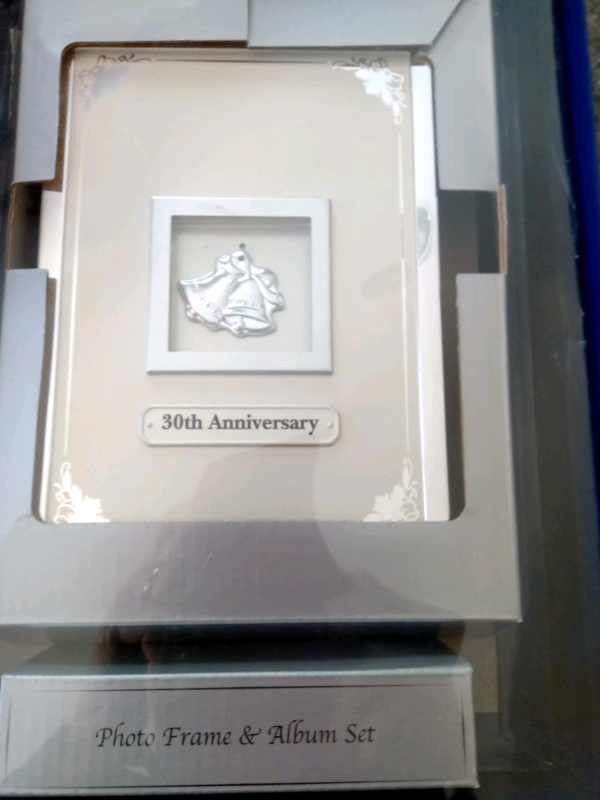 30th Anniversary
Photo Frame & Album Set